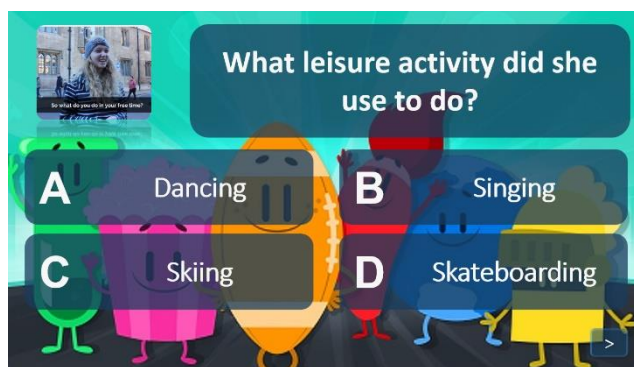 So what do you do in your free time?
What leisure activity did she
use to do?
A Dancing
B Singing
C Skiing
D Skateboarding
>